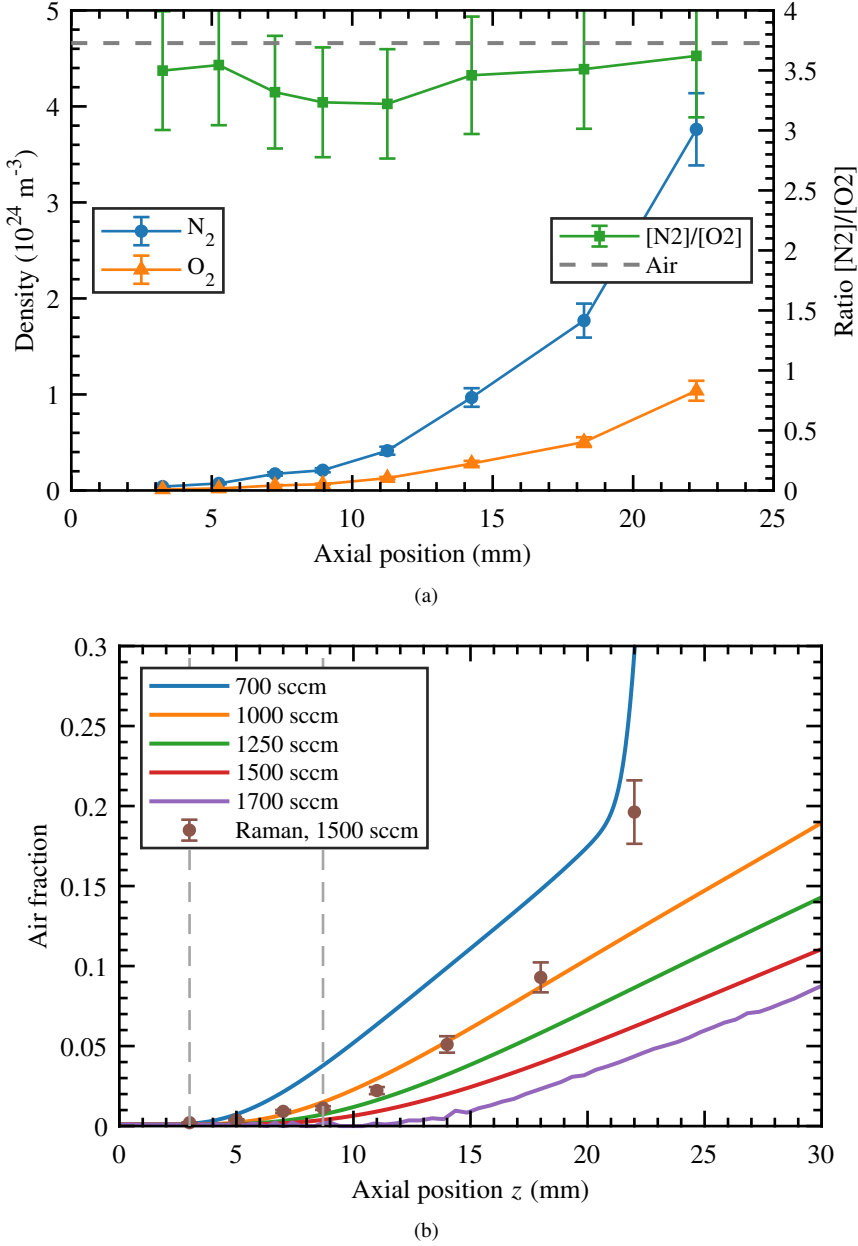 5
4
3
2
1
0
Density (10^24 m^-3)
4
3.5
3
2.5
2
1.5
1
0.5
0
Ratio [N2]/[O2]
N_2
O_2
[N2]/[O2]
Air
0 5 10 15 20 25
Axial position (mm)
(a)
0.3
0.25
0.2
0.15
0.1
0.05
0
Air fraction
700 sccm
1000 sccm
1250 sccm
1500 sccm
1700 sccm
Raman, 1500 sccm
0 5 10 15 20 25 30
Axial position z (mm)
(b)